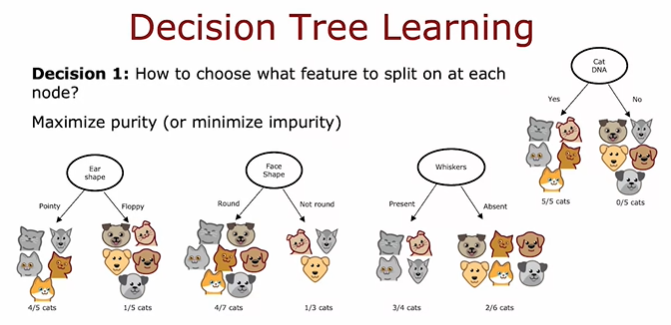 Decision Tree Learning
Decision 1: How to choose what feature to split on at each
node?
Maximize purity (or minimize impurity)
Cat
DNA
Yes
No
5/5 cats
0/5 cats
Ear
shape
Pointy
Floppy
4/5 cats
1/5 cats
Face
Shape
Round
Not round
4/7 cats
1/3 cats
Whiskers
Present
Absent
3/4 cats
2/6 cats